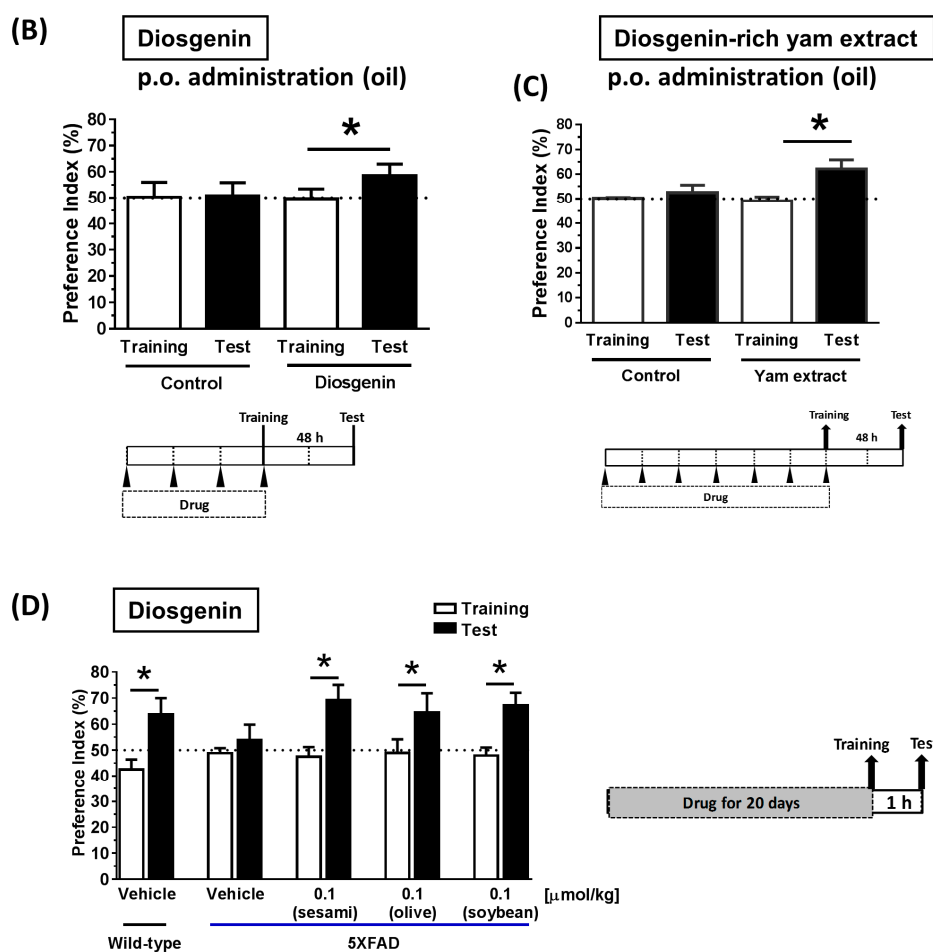 (B)
Diosgenin
p.o. administration (oil)
Preference Index (%)
80
70
60
50
40
30
20
10
0
*
Training Test Training Test
Control Diosgenin
Training Test
48 h
Drug
(C)
Diosgenin-rich yam extract
p.o. administration (oil)
Preference Index (%)
80
70
60
50
40
30
20
10
0
*
Training Test Training Test
Control Yam extract
Training Test
48 h
Drug
(D)
Diosgenin
Training
Test
Preference Index (%)
80
70
60
50
40
30
20
10
0
* * * *
Vehicle Vehicle 0.1 0.1 0.1 [μmol/kg]
(sesami) (olive) (soybean)
Wild-type 5XFAD
Training Tes
Drug for 20 days 1 h